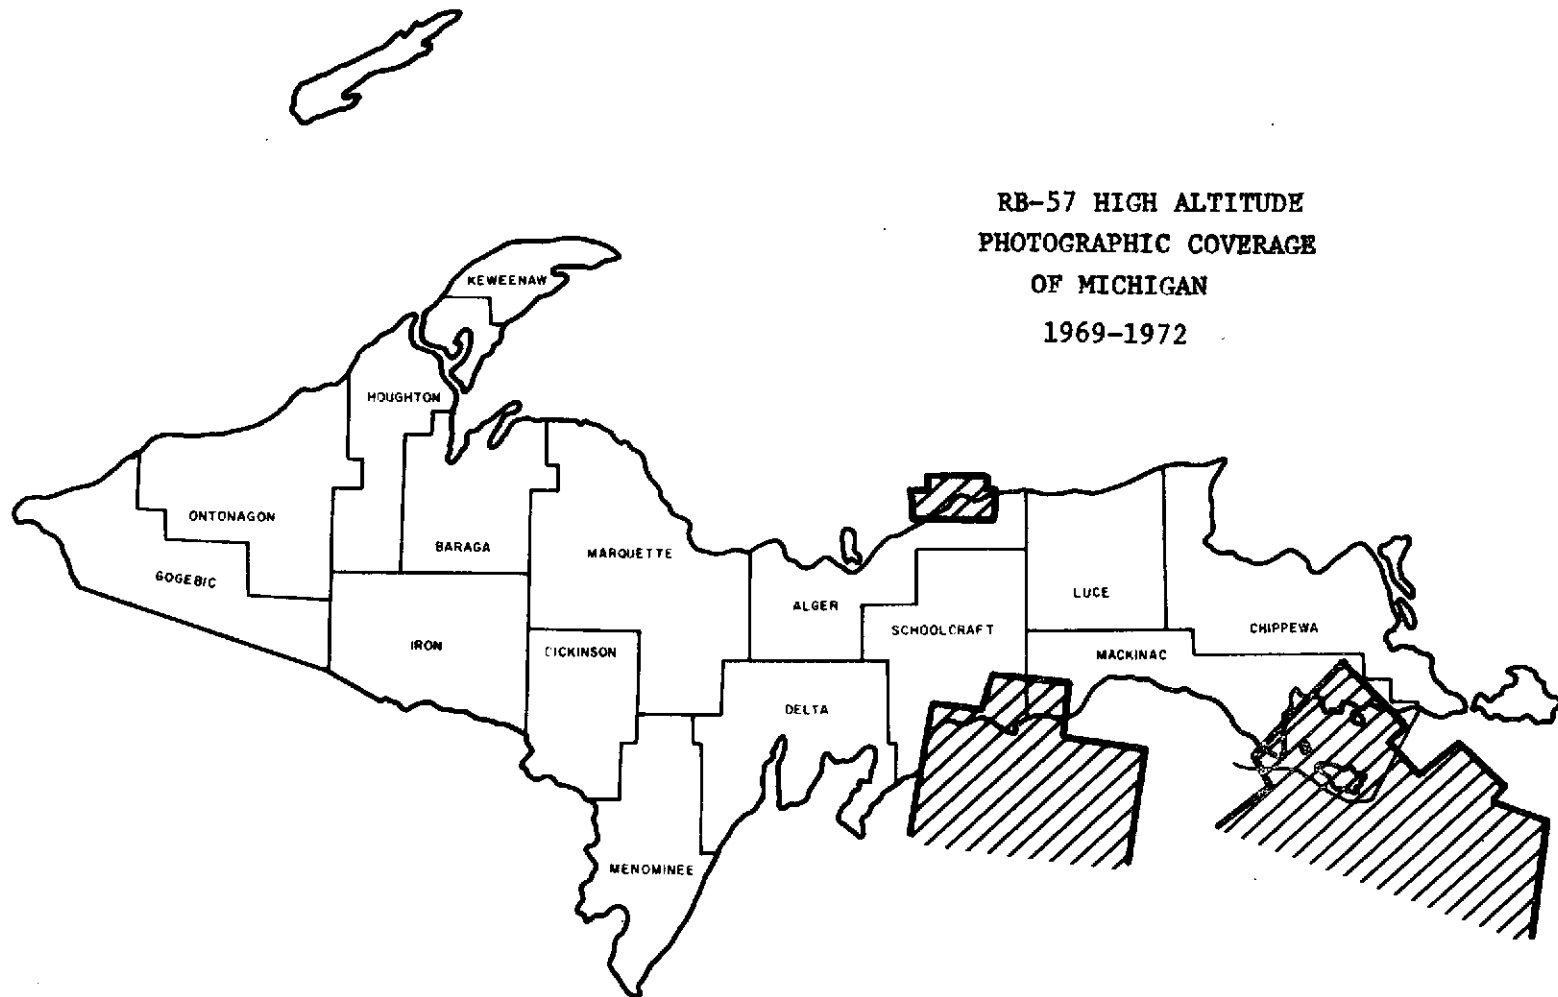 RB-57 HIGH ALTITUDE
PHOTOGRAPHIC COVERAGE
OF MICHIGAN
1969-1972
KEWEENAW
HOUGHTON
ONTONAGON
BARAGA
MARQUETTE
GOGEBIC
ALGER
LUCE
SCHOOLCRAFT
CHIPPEWA
IRON
DICKINSON
MACKINAC
DELTA
MENOMINEE